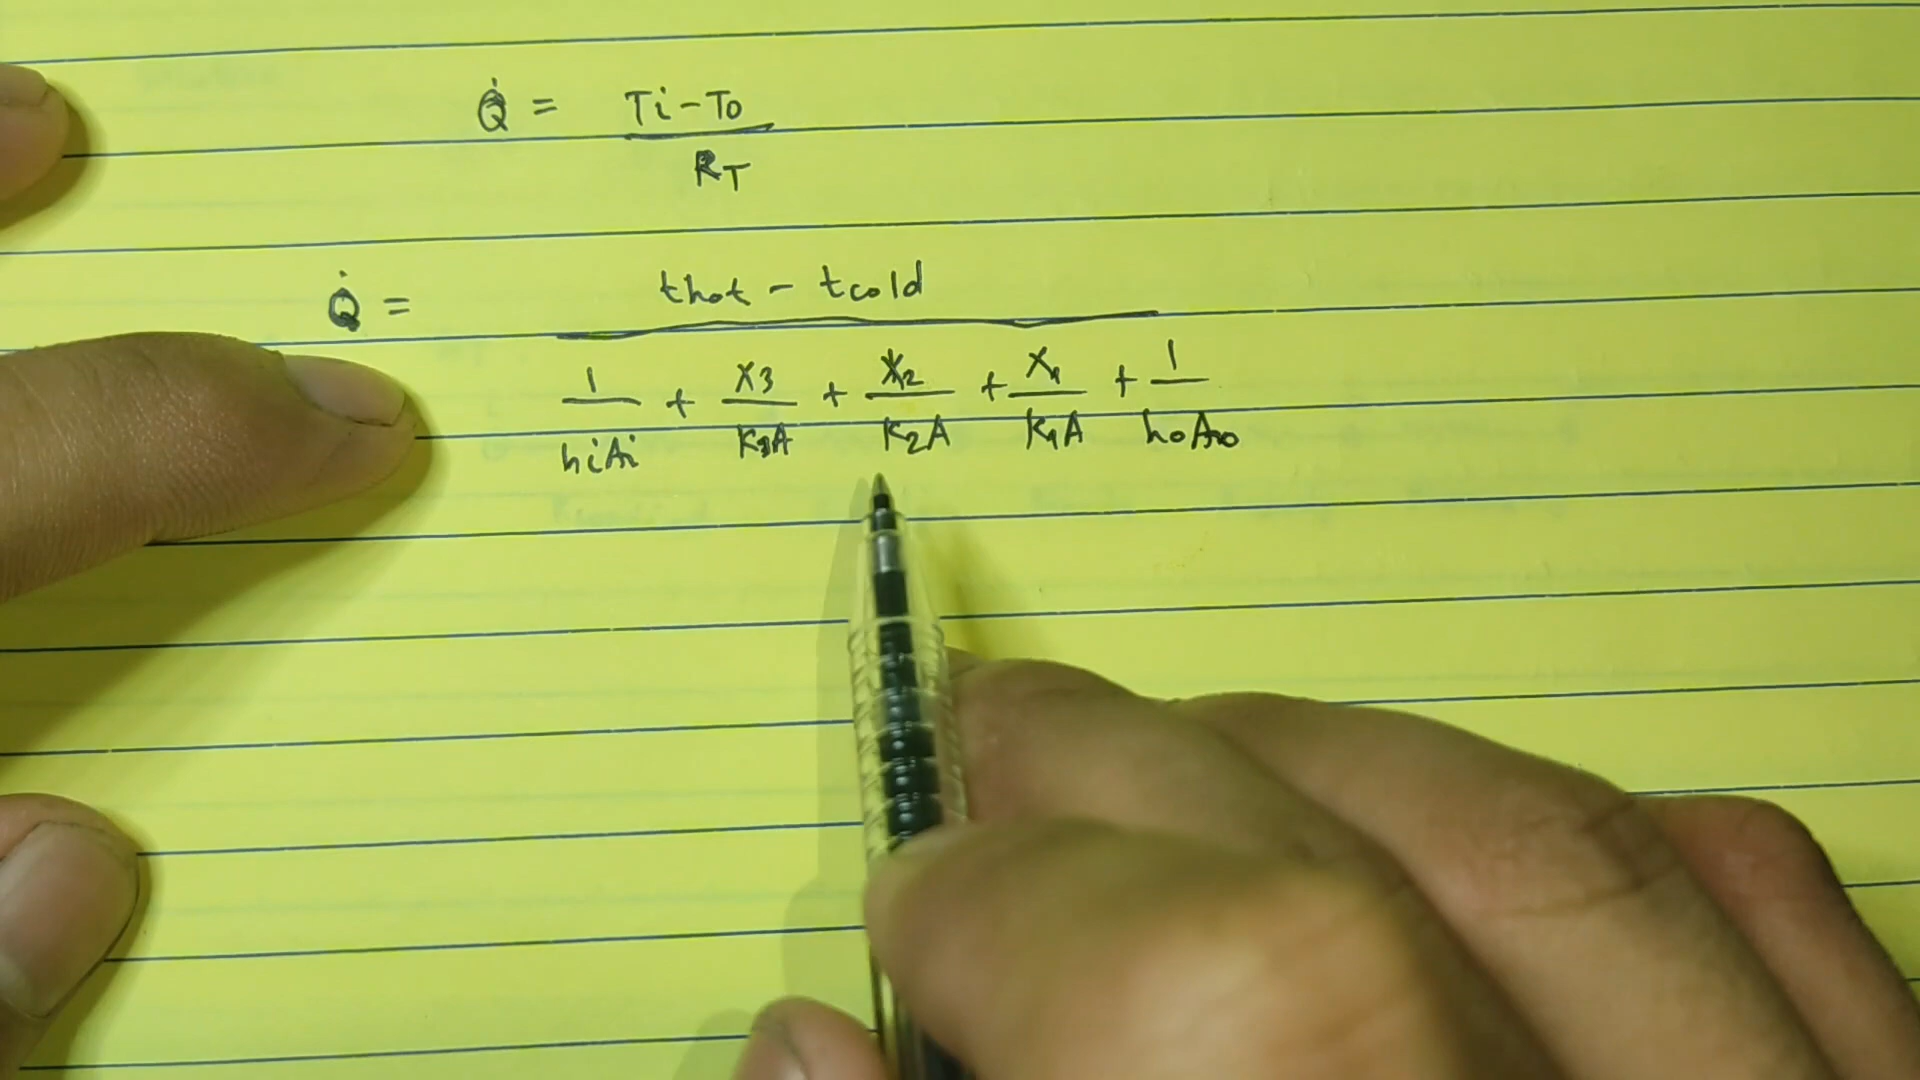 Q̇ = Ti - To
RT
Q̇ = thot - tcold
1 + x3 + x2 + x1 + 1
hiAi K3A K2A K1A hoAo